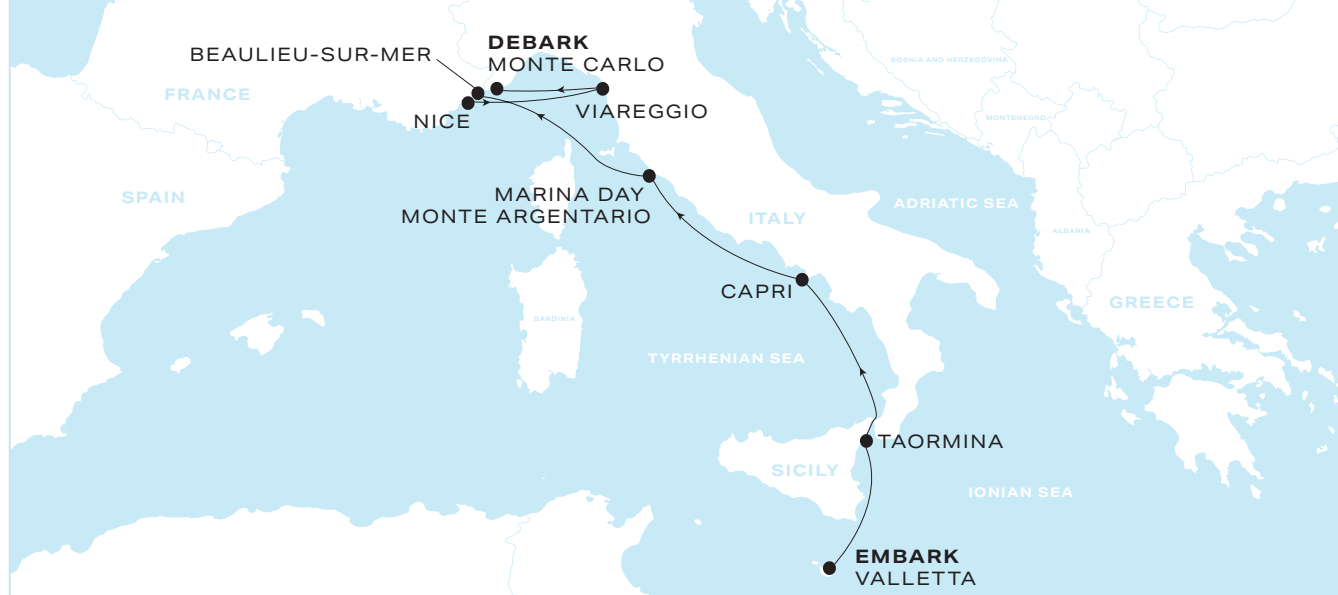 DEBARK
MONTE CARLO
BEAULIEU-SUR-MER
BOSNIA AND HERZEGOVINA
FRANCE
VIAREGGIO
NICE
MONTENEGRO
MARINA DAY
MONTE ARGENTARIO
SPAIN
ADRIATIC SEA
ITALY
ALBANIA
CAPRI
GREECE
SARDINIA
TYRRHENIAN SEA
TAORMINA
SICILY
IONIAN SEA
EMBARK
VALLETTA